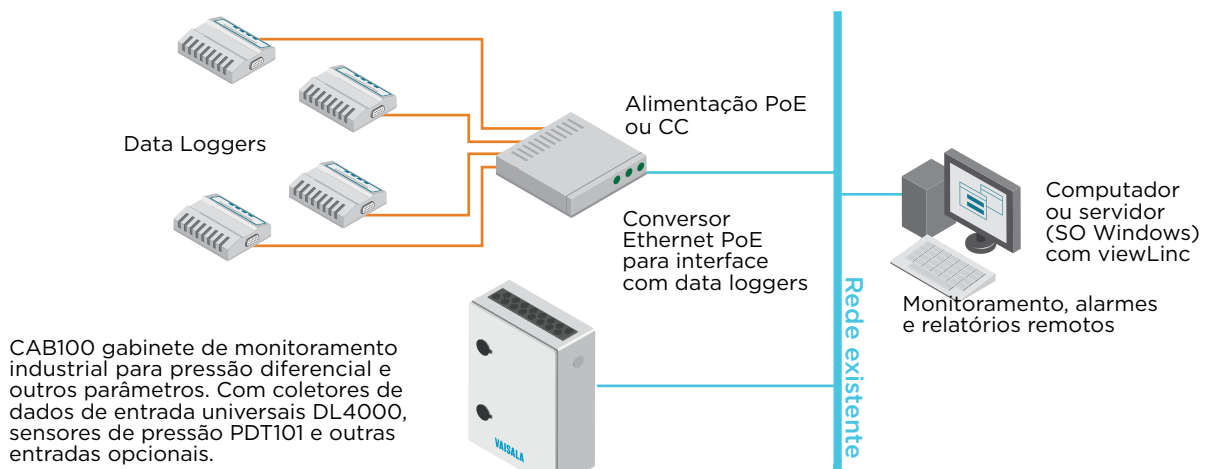 Data Loggers
Alimentação PoE
ou CC
Conversor
Ethernet PoE
para interface
com data loggers
Rede existente
Computador
ou servidor
(SO Windows)
com viewLinc
Monitoramento, alarmes
e relatórios remotos
CAB100 gabinete de monitoramento
industrial para pressão diferencial e
outros parâmetros. Com coletores de
dados de entrada universais DL4000,
sensores de pressão PDT101 e outras
entradas opcionais.
VAISALA